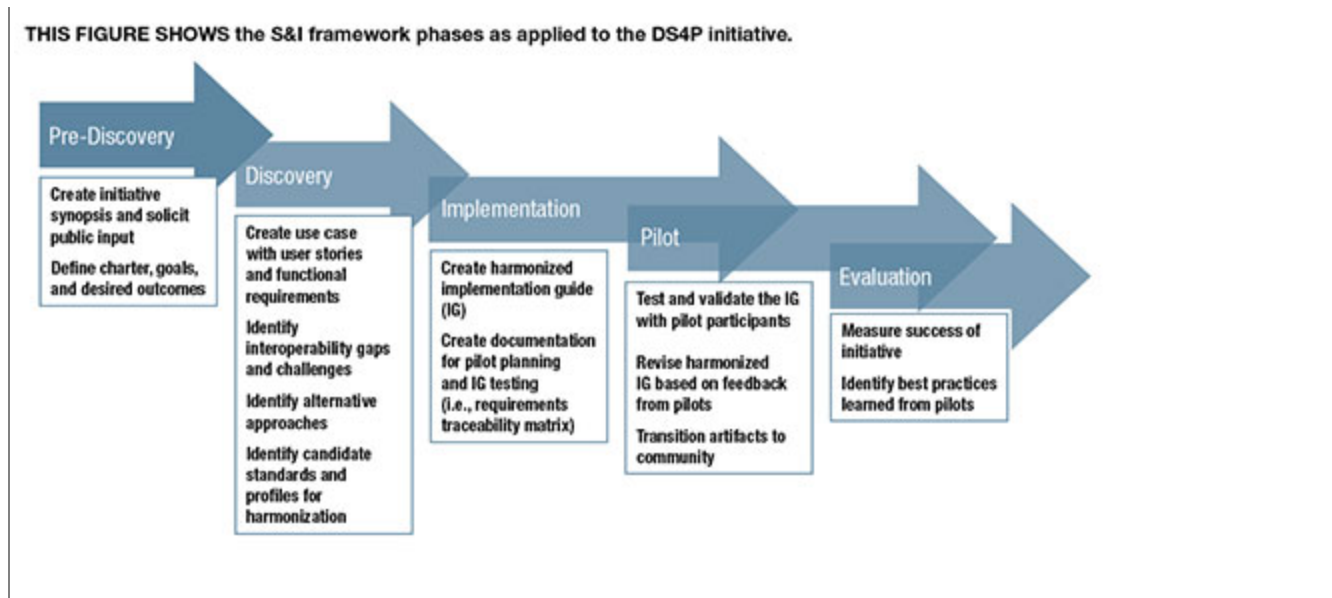 THIS FIGURE SHOWS the S&I framework phases as applied to the DS4P initiative.
Pre-Discovery
Create initiative
synopsis and solicit
public input
Define charter, goals,
and desired outcomes
Discovery
Create use case
with user stories
and functional
requirements
Identify
interoperability gaps
and challenges
Identify alternative
approaches
Identify candidate
standards and
profiles for
harmonization
Implementation
Create harmonized
implementation guide
(IG)
Create documentation
for pilot planning
and IG testing
(i.e., requirements
traceability matrix)
Pilot
Test and validate the IG
with pilot participants
Revise harmonized
IG based on feedback
from pilots
Transition artifacts to
community
Evaluation
Measure success of
initiative
Identify best practices
learned from pilots